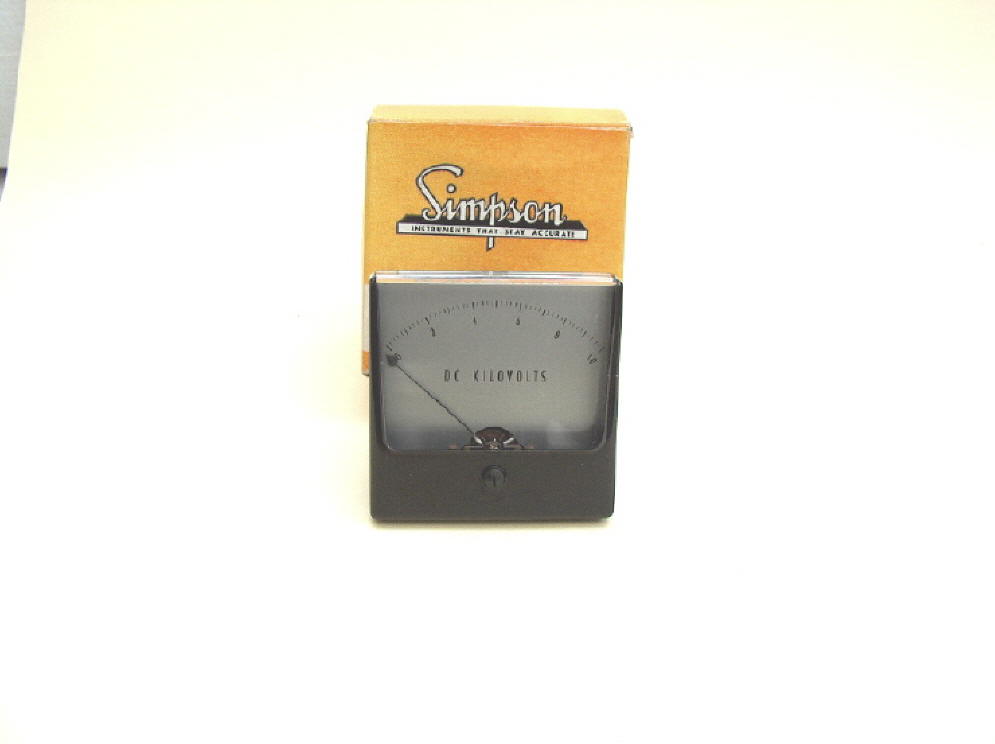 Simpson
INSTRUMENTS THAT STAY ACCURATE
0 2 4 6 8 10
DC KILOVOLTS